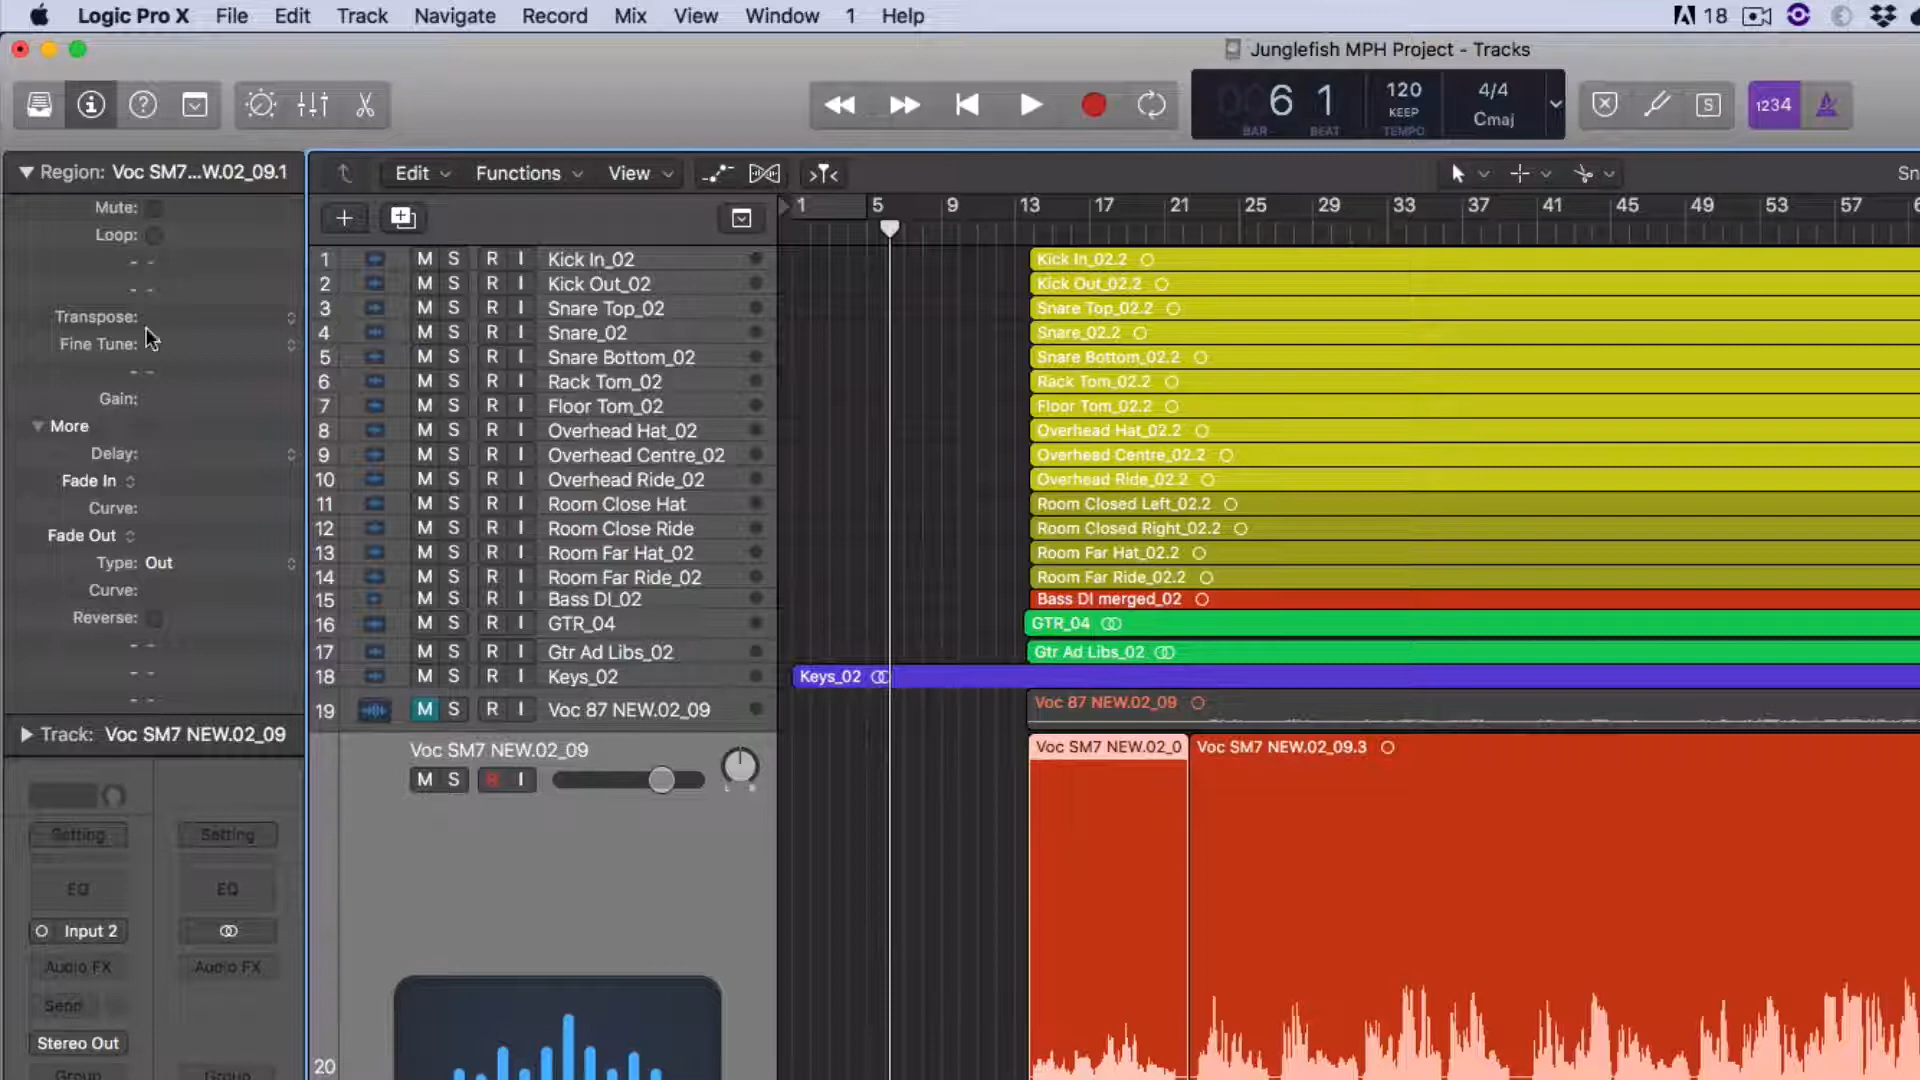 Logic Pro X File Edit Track Navigate Record Mix View Window 1 Help 18
Junglefish MPH Project - Tracks
6 1 120 KEEP 4/4 Cmaj 1234
BAR BEAT TEMPO
Region: Voc SM7...W.02_09.1
Edit Functions View
Mute:
Loop:
- -
- -
Transpose:
Fine Tune:
- -
Gain:
More
Delay:
Fade In
Curve:
Fade Out
Type: Out
Curve:
Reverse:
- -
- -
- -
Track: Voc SM7 NEW.02_09
Setting Setting
EQ EQ
Input 2
Audio FX Audio FX
Send
Stereo Out
Group Group
1 5 9 13 17 21 25 29 33 37 41 45 49 53 57
1 M S R I Kick In_02 Kick In_02.2
2 M S R I Kick Out_02 Kick Out_02.2
3 M S R I Snare Top_02 Snare Top_02.2
4 M S R I Snare_02 Snare_02.2
5 M S R I Snare Bottom_02 Snare Bottom_02.2
6 M S R I Rack Tom_02 Rack Tom_02.2
7 M S R I Floor Tom_02 Floor Tom_02.2
8 M S R I Overhead Hat_02 Overhead Hat_02.2
9 M S R I Overhead Centre_02 Overhead Centre_02.2
10 M S R I Overhead Ride_02 Overhead Ride_02.2
11 M S R I Room Close Hat Room Closed Left_02.2
12 M S R I Room Close Ride Room Closed Right_02.2
13 M S R I Room Far Hat_02 Room Far Hat_02.2
14 M S R I Room Far Ride_02 Room Far Ride_02.2
15 M S R I Bass DI_02 Bass DI merged_02
16 M S R I GTR_04 GTR_04
17 M S R I Gtr Ad Libs_02 Gtr Ad Libs_02
18 M S R I Keys_02 Keys_02
19 M S R I Voc 87 NEW.02_09 Voc 87 NEW.02_09
Voc SM7 NEW.02_09 Voc SM7 NEW.02_0 Voc SM7 NEW.02_09.3
M S R I
L R
20